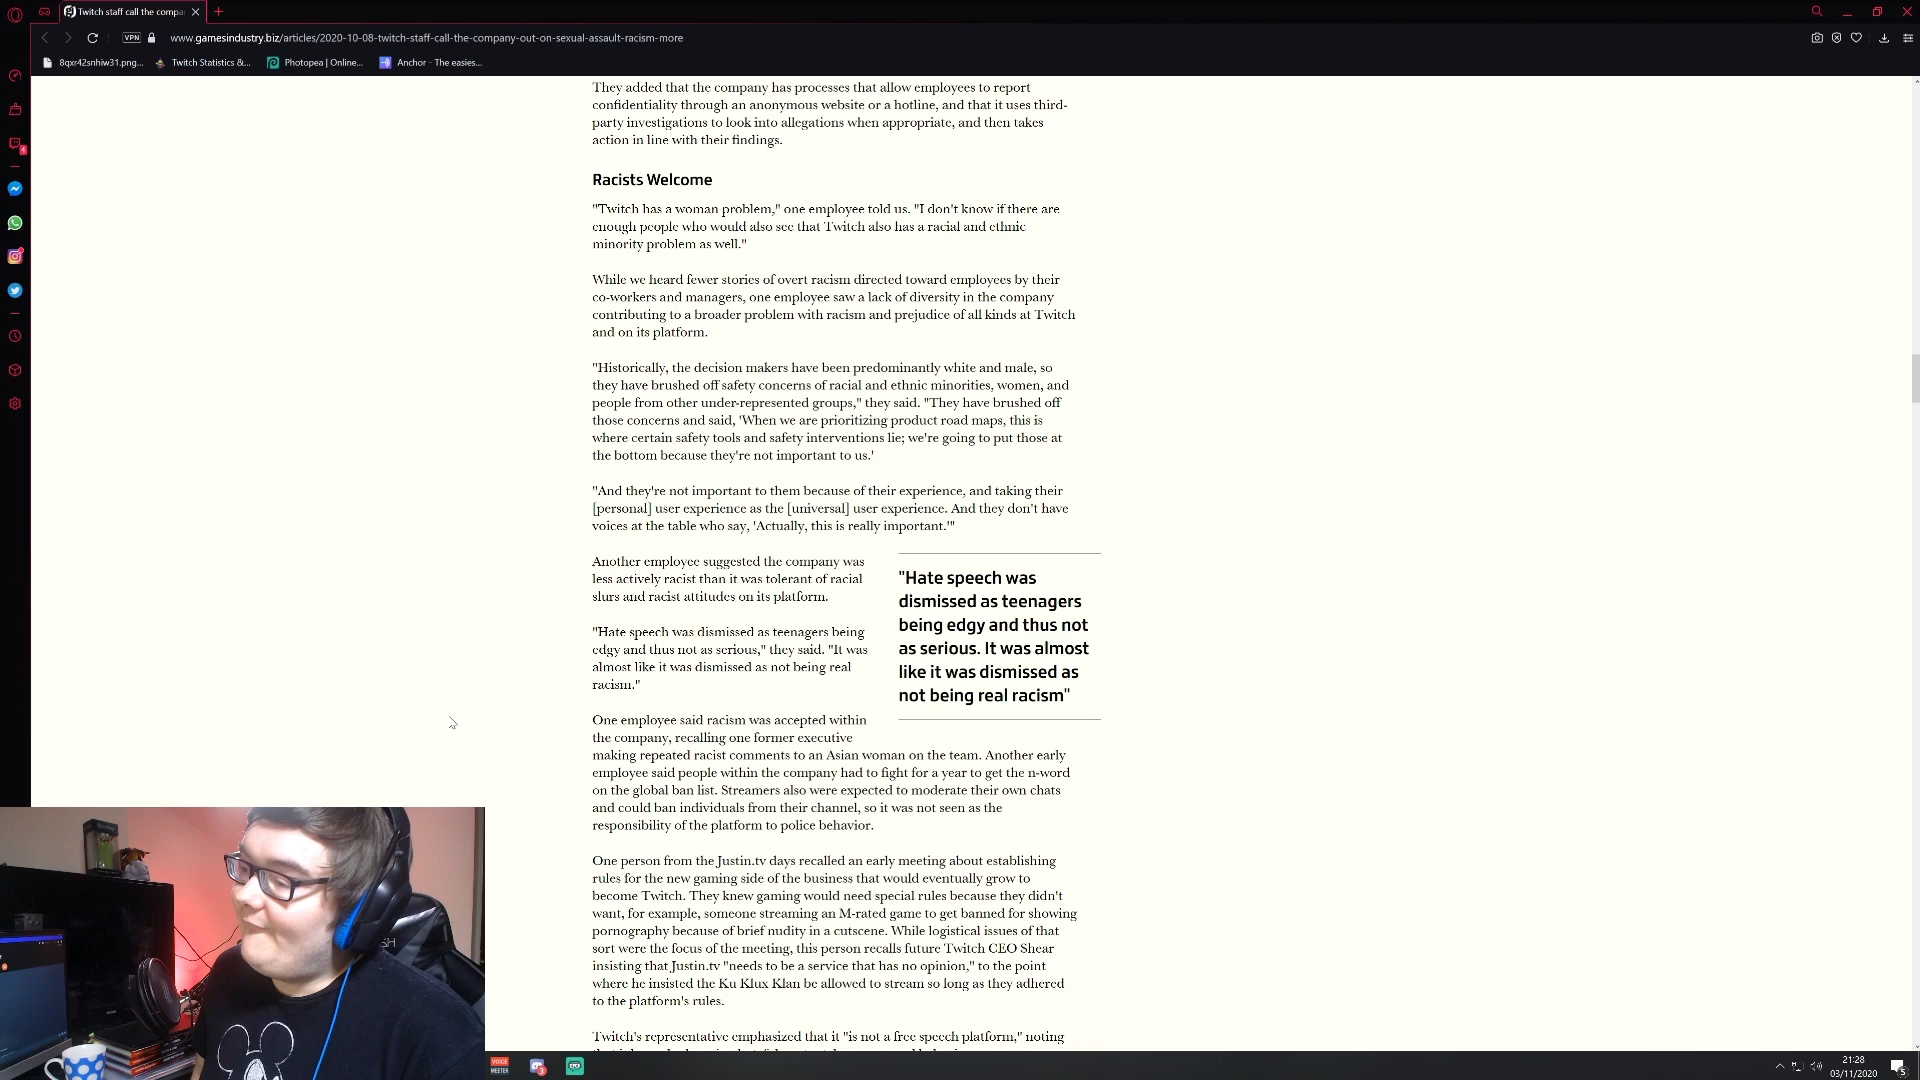 Twitch staff call the compa
VPN
www.gamesindustry.biz/articles/2020-10-08-twitch-staff-call-the-company-out-on-sexual-assault-racism-more
8qxr42snhiw31.png...
Twitch Statistics &...
Photopea | Online...
Anchor - The easies...
They added that the company has processes that allow employees to report
confidentiality through an anonymous website or a hotline, and that it uses third-
party investigations to look into allegations when appropriate, and then takes
action in line with their findings.
Racists Welcome
"Twitch has a woman problem," one employee told us. "I don't know if there are
enough people who would also see that Twitch also has a racial and ethnic
minority problem as well."
While we heard fewer stories of overt racism directed toward employees by their
co-workers and managers, one employee saw a lack of diversity in the company
contributing to a broader problem with racism and prejudice of all kinds at Twitch
and on its platform.
"Historically, the decision makers have been predominantly white and male, so
they have brushed off safety concerns of racial and ethnic minorities, women, and
people from other under-represented groups," they said. "They have brushed off
those concerns and said, 'When we are prioritizing product road maps, this is
where certain safety tools and safety interventions lie; we're going to put those at
the bottom because they're not important to us.'
"And they're not important to them because of their experience, and taking their
[personal] user experience as the [universal] user experience. And they don't have
voices at the table who say, 'Actually, this is really important.'"
Another employee suggested the company was
less actively racist than it was tolerant of racial
slurs and racist attitudes on its platform.
"Hate speech was dismissed as teenagers being
edgy and thus not as serious," they said. "It was
almost like it was dismissed as not being real
racism."
"Hate speech was
dismissed as teenagers
being edgy and thus not
as serious. It was almost
like it was dismissed as
not being real racism"
One employee said racism was accepted within
the company, recalling one former executive
making repeated racist comments to an Asian woman on the team. Another early
employee said people within the company had to fight for a year to get the n-word
on the global ban list. Streamers also were expected to moderate their own chats
and could ban individuals from their channel, so it was not seen as the
responsibility of the platform to police behavior.
One person from the Justin.tv days recalled an early meeting about establishing
rules for the new gaming side of the business that would eventually grow to
become Twitch. They knew gaming would need special rules because they didn't
want, for example, someone streaming an M-rated game to get banned for showing
pornography because of brief nudity in a cutscene. While logistical issues of that
sort were the focus of the meeting, this person recalls future Twitch CEO Shear
insisting that Justin.tv "needs to be a service that has no opinion," to the point
where he insisted the Ku Klux Klan be allowed to stream so long as they adhered
to the platform's rules.
Twitch's representative emphasized that it "is not a free speech platform," noting
VOICE
MEETER
21:28
03/11/2020